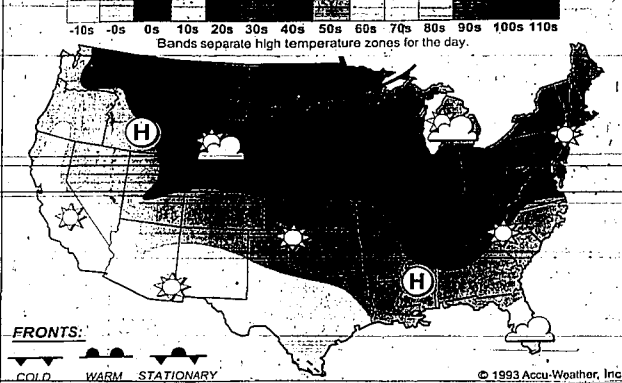 -10s -0s 0s 10s 20s 30s 40s 50s 60s 70s 80s 90s 100s 110s
Bands separate high temperature zones for the day.
H
H
FRONTS:
COLD WARM STATIONARY
© 1993 Accu-Weather, Inc